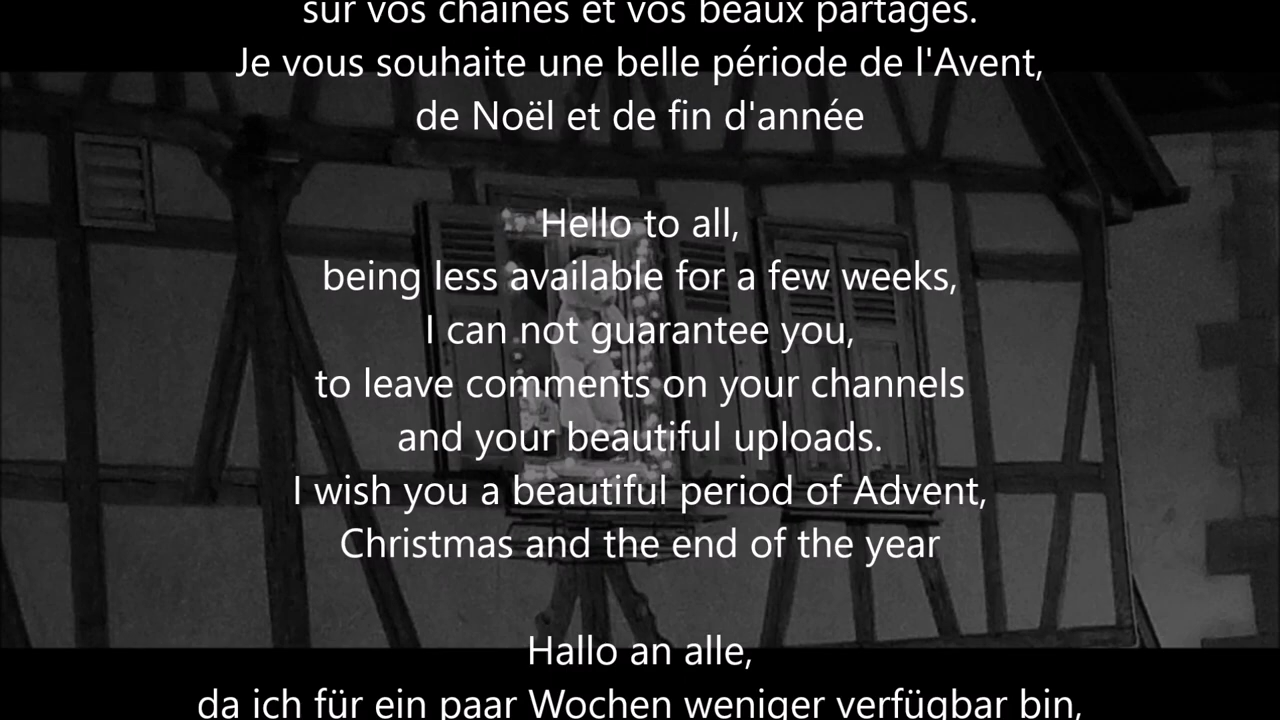 sur vos chaînes et vos beaux partages.
Je vous souhaite une belle période de l'Avent,
de Noël et de fin d'année
Hello to all,
being less available for a few weeks,
I can not guarantee you,
to leave comments on your channels
and your beautiful uploads.
I wish you a beautiful period of Advent,
Christmas and the end of the year
Hallo an alle,
da ich für ein paar Wochen weniger verfügbar bin,